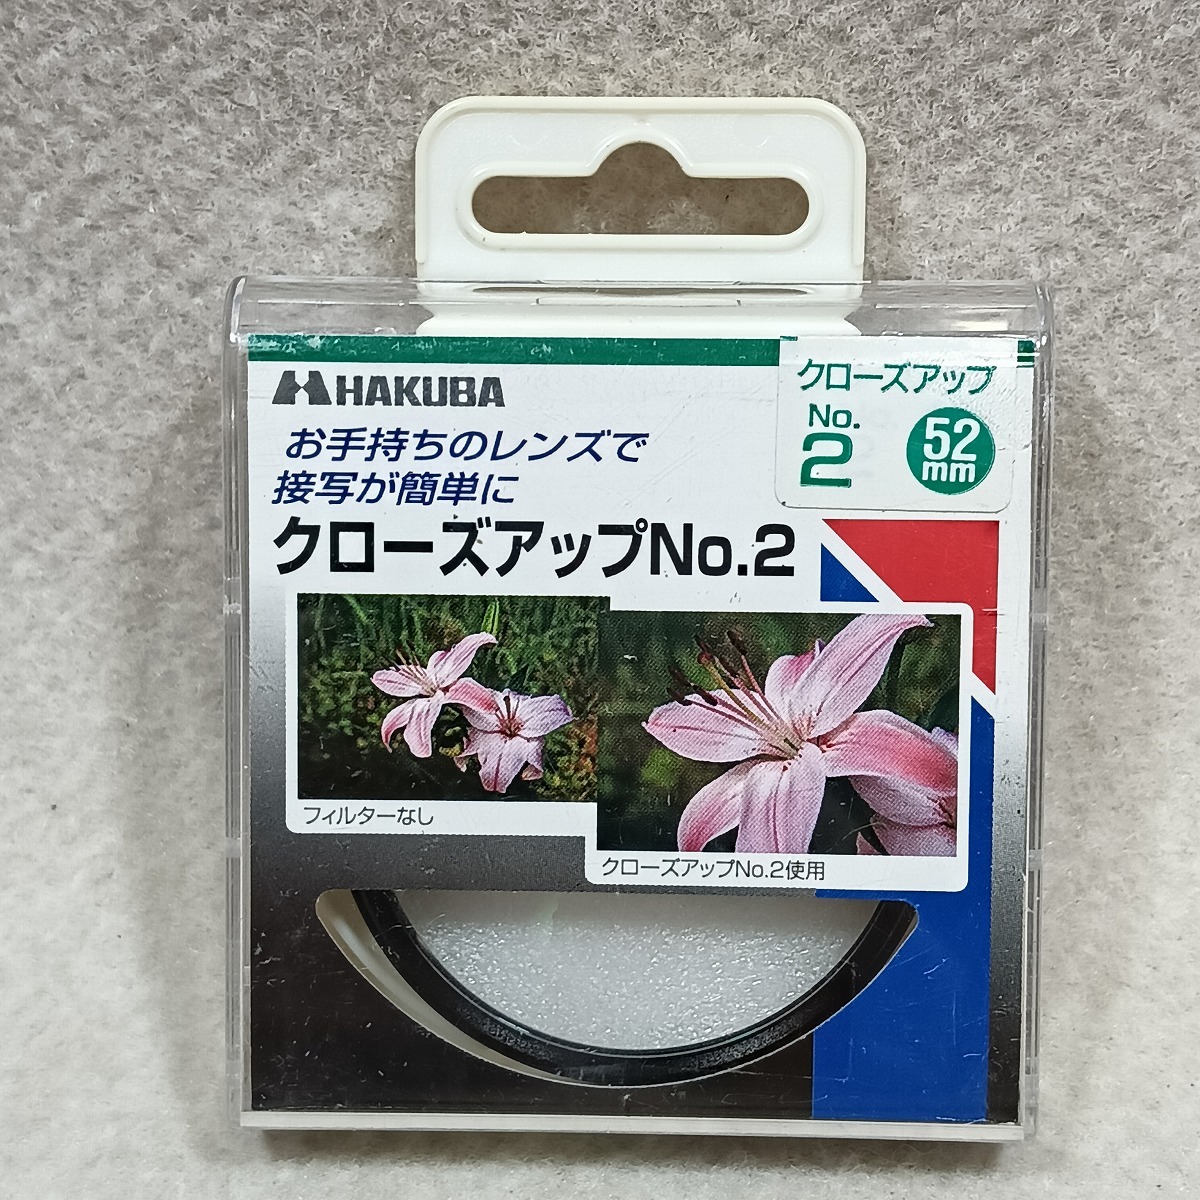 HAKUBA
クローズアップ
No.
2
52
mm
お手持ちのレンズで
接写が簡単に
クローズアップNo.2
フィルターなし
クローズアップNo.2使用